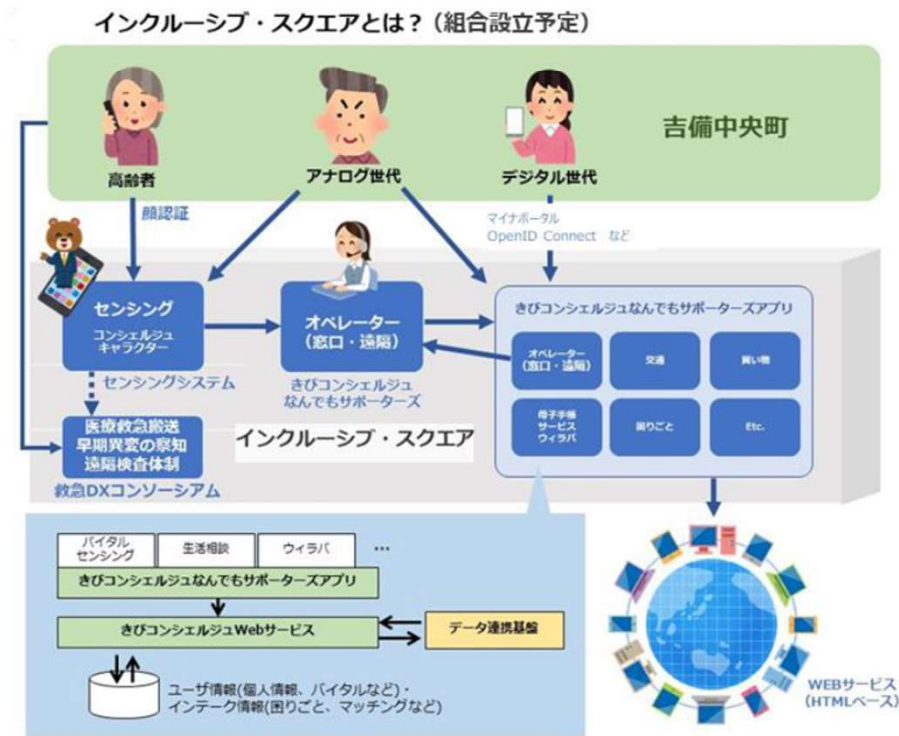 インクルーシブ・スクエアとは？（組合設立予定）
吉備中央町
高齢者
アナログ世代
デジタル世代
顔認証
マイナポータル
OpenID Connect など
センシング
コンシェルジュ
キャラクター
オペレーター
（窓口・遠隔）
きびコンシェルジュなんでもサポーターズアプリ
オペレーター
（窓口・遠隔）
交通
買い物
母子手帳
サービス
ウィラバ
困りごと
Etc.
センシングシステム
きびコンシェルジュ
なんでもサポーターズ
医療救急搬送
早期異変の察知
遠隔検査体制
インクルーシブ・スクエア
救急DXコンソーシアム
バイタル
センシング
生活相談
ウィラバ
…
きびコンシェルジュなんでもサポーターズアプリ
きびコンシェルジュWebサービス
データ連携基盤
ユーザ情報(個人情報、バイタルなど)・
インテーク情報(困りごと、マッチングなど)
WEBサービス
（HTMLベース）